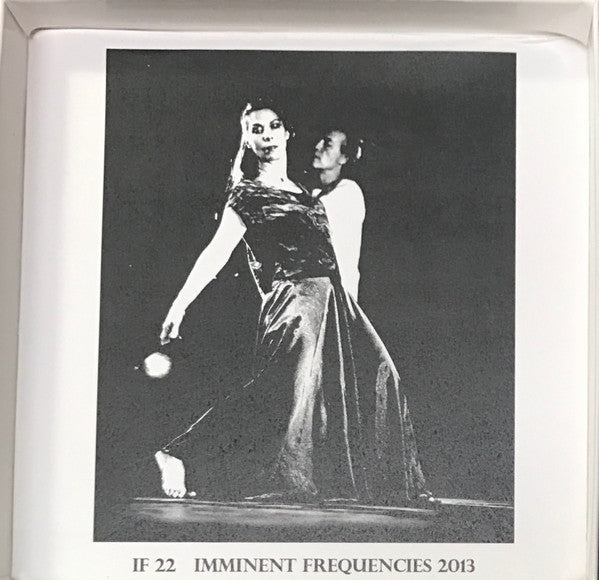 IF 22 IMMINENT FREQUENCIES 2013